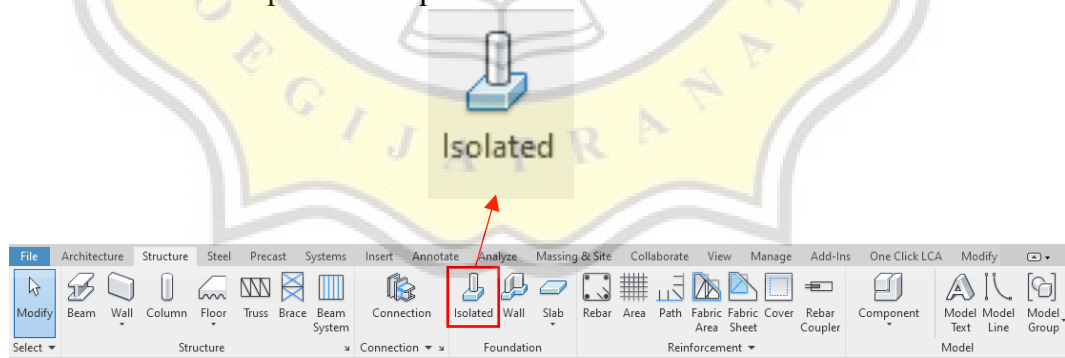 OEGIJAPRANATA
Isolated
File Architecture Structure Steel Precast Systems Insert Annotate Analyze Massing & Site Collaborate View Manage Add-Ins One Click LCA Modify
Modify Beam Wall Column Floor Truss Brace Beam System Connection Isolated Wall Slab Rebar Area Path Fabric Area Fabric Sheet Cover Rebar Coupler Component Model Text Model Line Model Group
Select Structure Connection Foundation Reinforcement Model